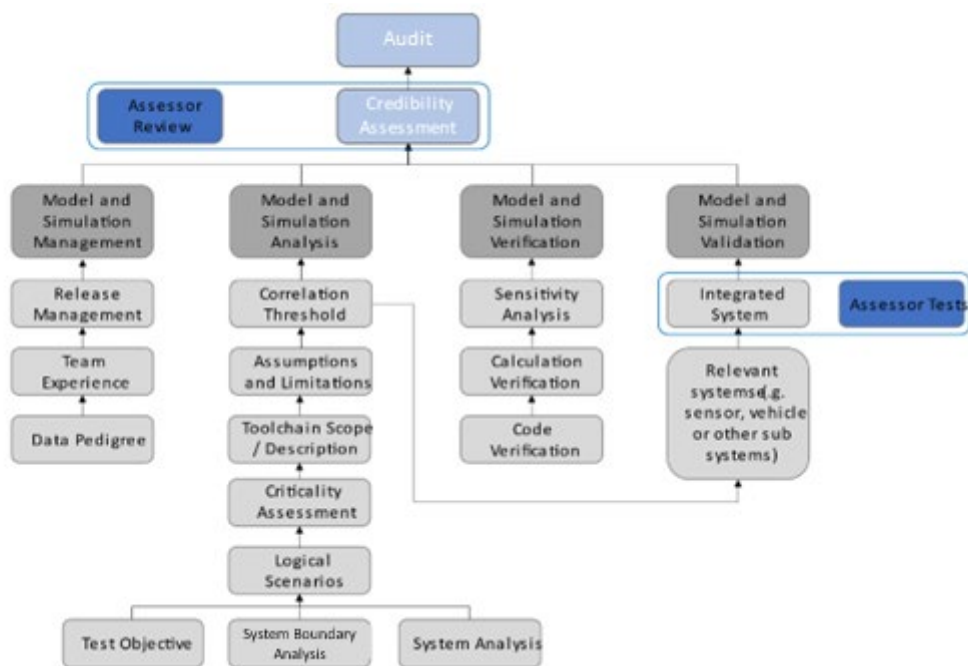 Audit
Assessor
Review
Credibility
Assessment
Model and
Simulation
Management
Model and
Simulation
Analysis
Model and
Simulation
Verification
Model and
Simulation
Validation
Release
Management
Correlation
Threshold
Sensitivity
Analysis
Integrated
System
Assessor Tests
Team
Experience
Assumptions
and Limitations
Calculation
Verification
Relevant
systems(e.g.
sensor, vehicle
or other sub
systems)
Data Pedigree
Toolchain Scope
/ Description
Code
Verification
Criticality
Assessment
Logical
Scenarios
Test Objective
System Boundary
Analysis
System Analysis